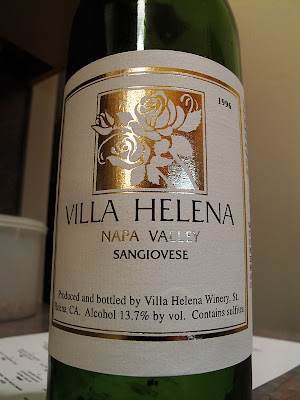 1996
VILLA HELENA
NAPA VALLEY
SANGIOVESE
Produced and bottled by Villa Helena Winery, St.
Helena, CA. Alcohol 13.7% by vol. Contains sulfites.